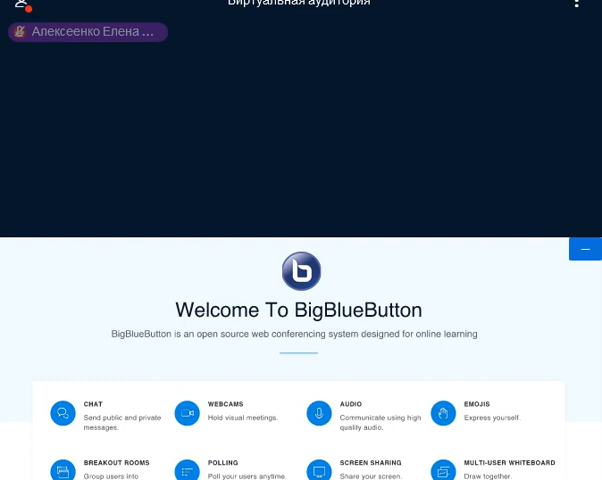 Виртуальная аудитория
Алексеенко Елена ...
Welcome To BigBlueButton
BigBlueButton is an open source web conferencing system designed for online learning
CHAT
Send public and private
messages.
WEBCAMS
Hold visual meetings.
AUDIO
Communicate using high
quality audio.
EMOJIS
Express yourself.
BREAKOUT ROOMS
Group users into
POLLING
Poll your users anytime.
SCREEN SHARING
Share your screen.
MULTI-USER WHITEBOARD
Draw together.